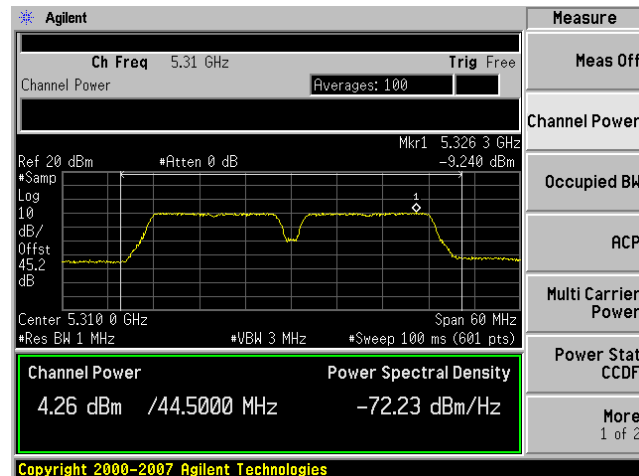 Agilent
Measure
Ch Freq 5.31 GHz Trig Free
Channel Power Averages: 100
Mkr1 5.326 3 GHz
Ref 20 dBm #Atten 0 dB -9.240 dBm
#Samp
Log
10
dB/
Offst
45.2
dB
1
Center 5.310 0 GHz Span 60 MHz
#Res BW 1 MHz #VBW 3 MHz #Sweep 100 ms (601 pts)
Channel Power Power Spectral Density
4.26 dBm /44.5000 MHz -72.23 dBm/Hz
Copyright 2000-2007 Agilent Technologies
Meas Off
Channel Power
Occupied BW
ACP
Multi Carrier
Power
Power Stat
CCDF
More
1 of 2